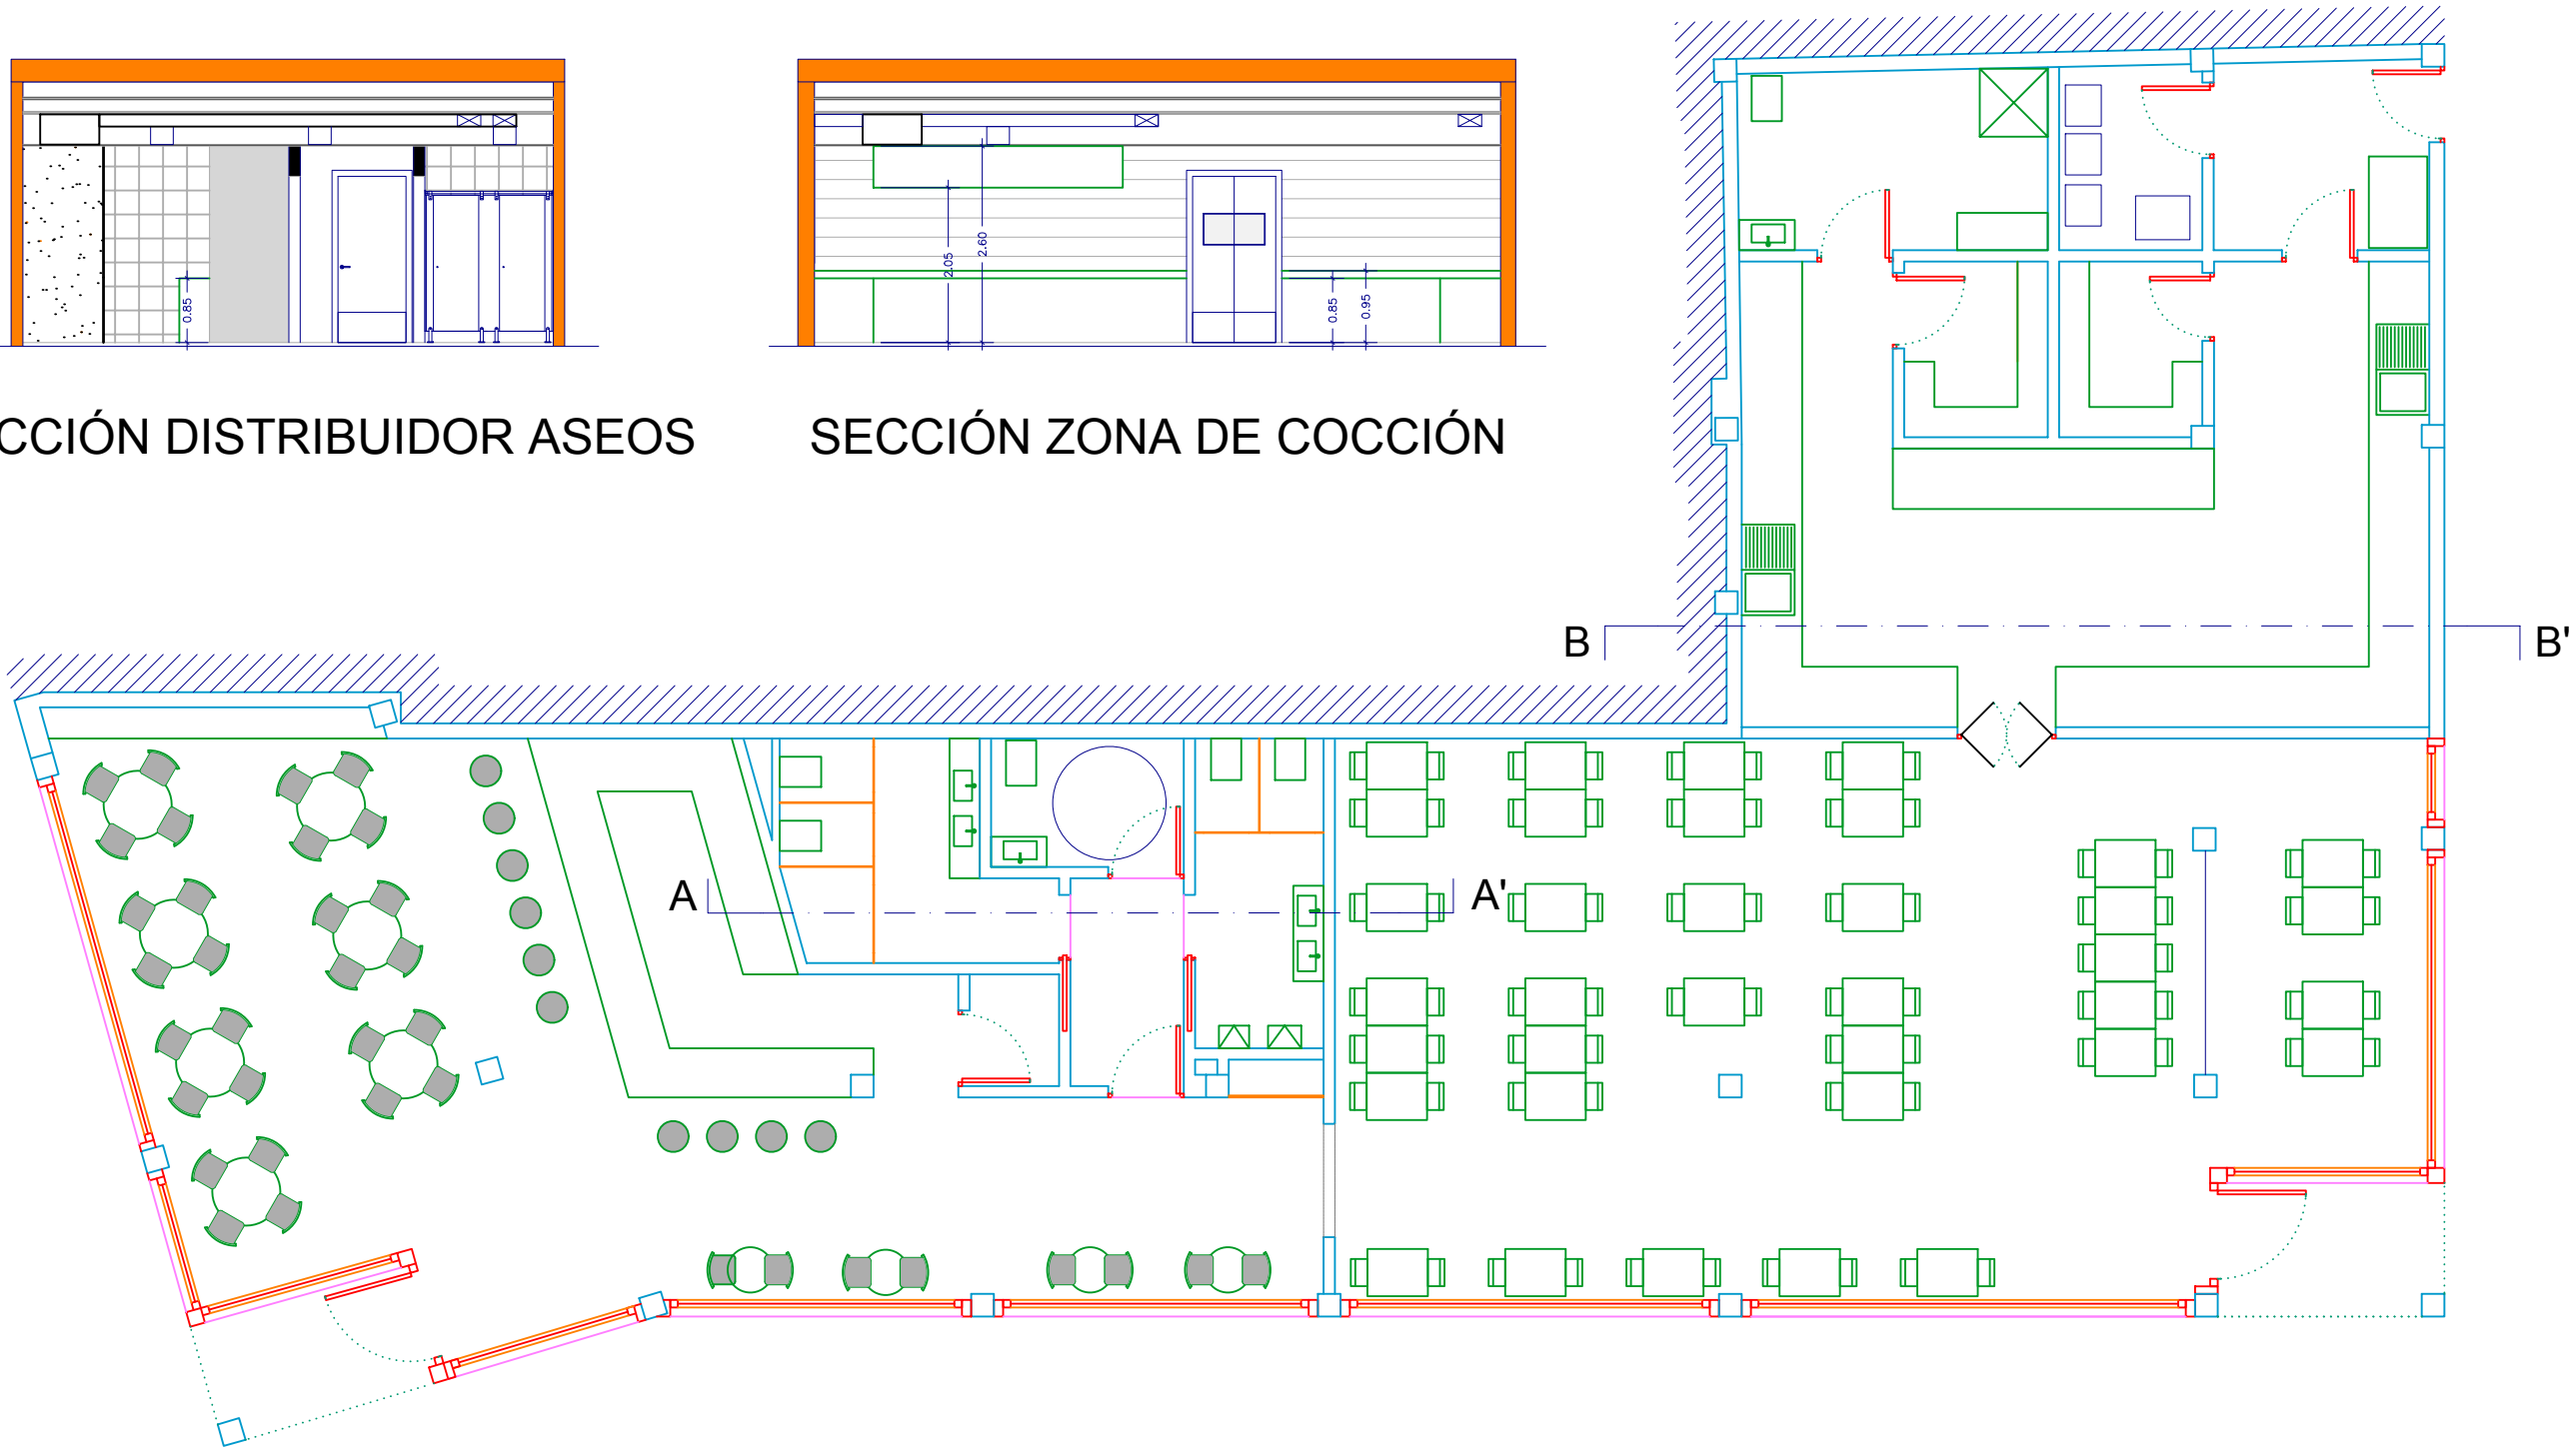 0.85
2.05
2.60
0.85
0.95
CCIÓN DISTRIBUIDOR ASEOS
SECCIÓN ZONA DE COCCIÓN
B
B'
A
A'